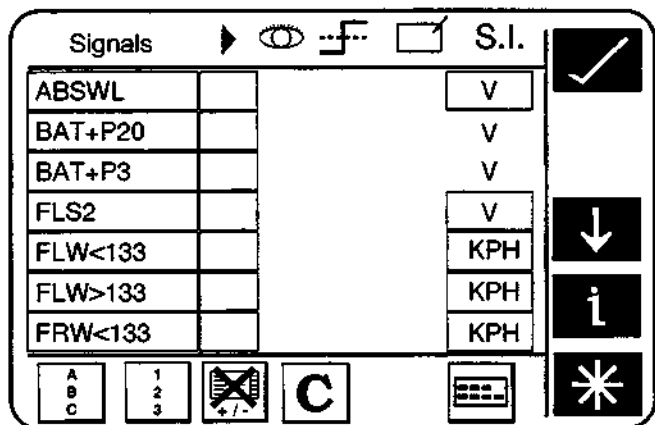 Signals S.I.
ABSWL V
BAT+P20 V
BAT+P3 V
FLS2 V
FLW<133 KPH
FLW>133 KPH
FRW<133 KPH
A
B
C
1
2
3
+/-
C
i